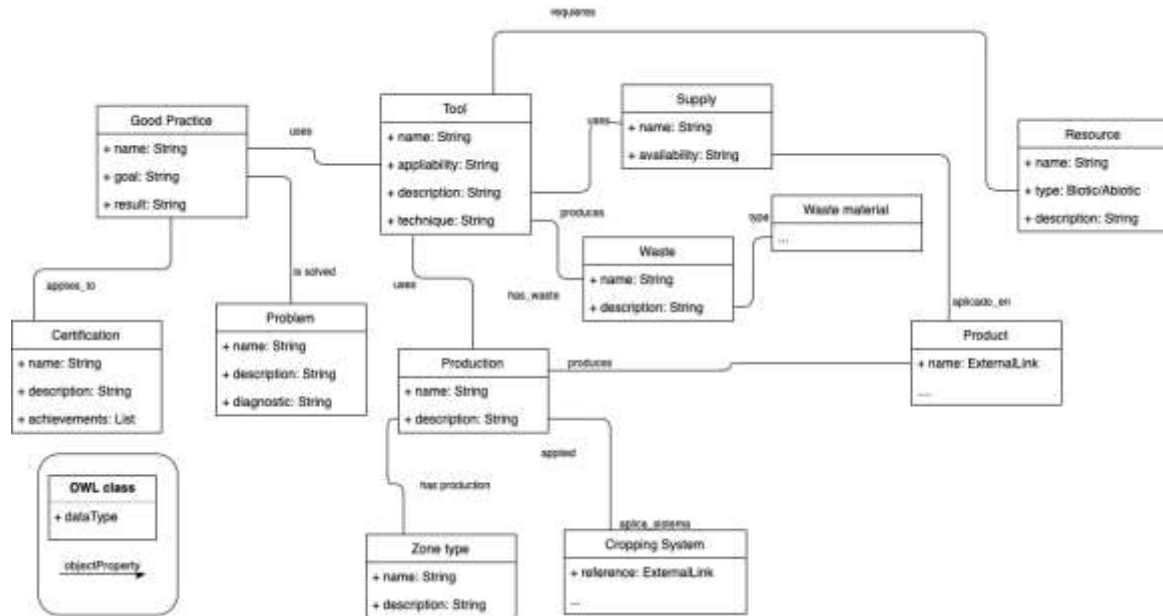 requieres
Tool
+ name: String
+ appliability: String
+ description: String
+ technique: String
Supply
+ name: String
+ availability: String
Good Practice
+ name: String
+ goal: String
+ result: String
Resource
+ name: String
+ type: Biotic/Abiotic
+ description: String
uses
uses
produces
type
Waste material
...
Waste
+ name: String
+ description: String
has_waste
uses
is solved
applies_to
aplicado_en
Certification
+ name: String
+ description: String
+ achievements: List
Problem
+ name: String
+ description: String
+ diagnostic: String
Production
+ name: String
+ description: String
produces
Product
+ name: ExternalLink
....
applied
has production
aplica_sistema
OWL class
+ dataType
objectProperty
Zone type
+ name: String
+ description: String
Cropping System
+ reference: ExternalLink
...